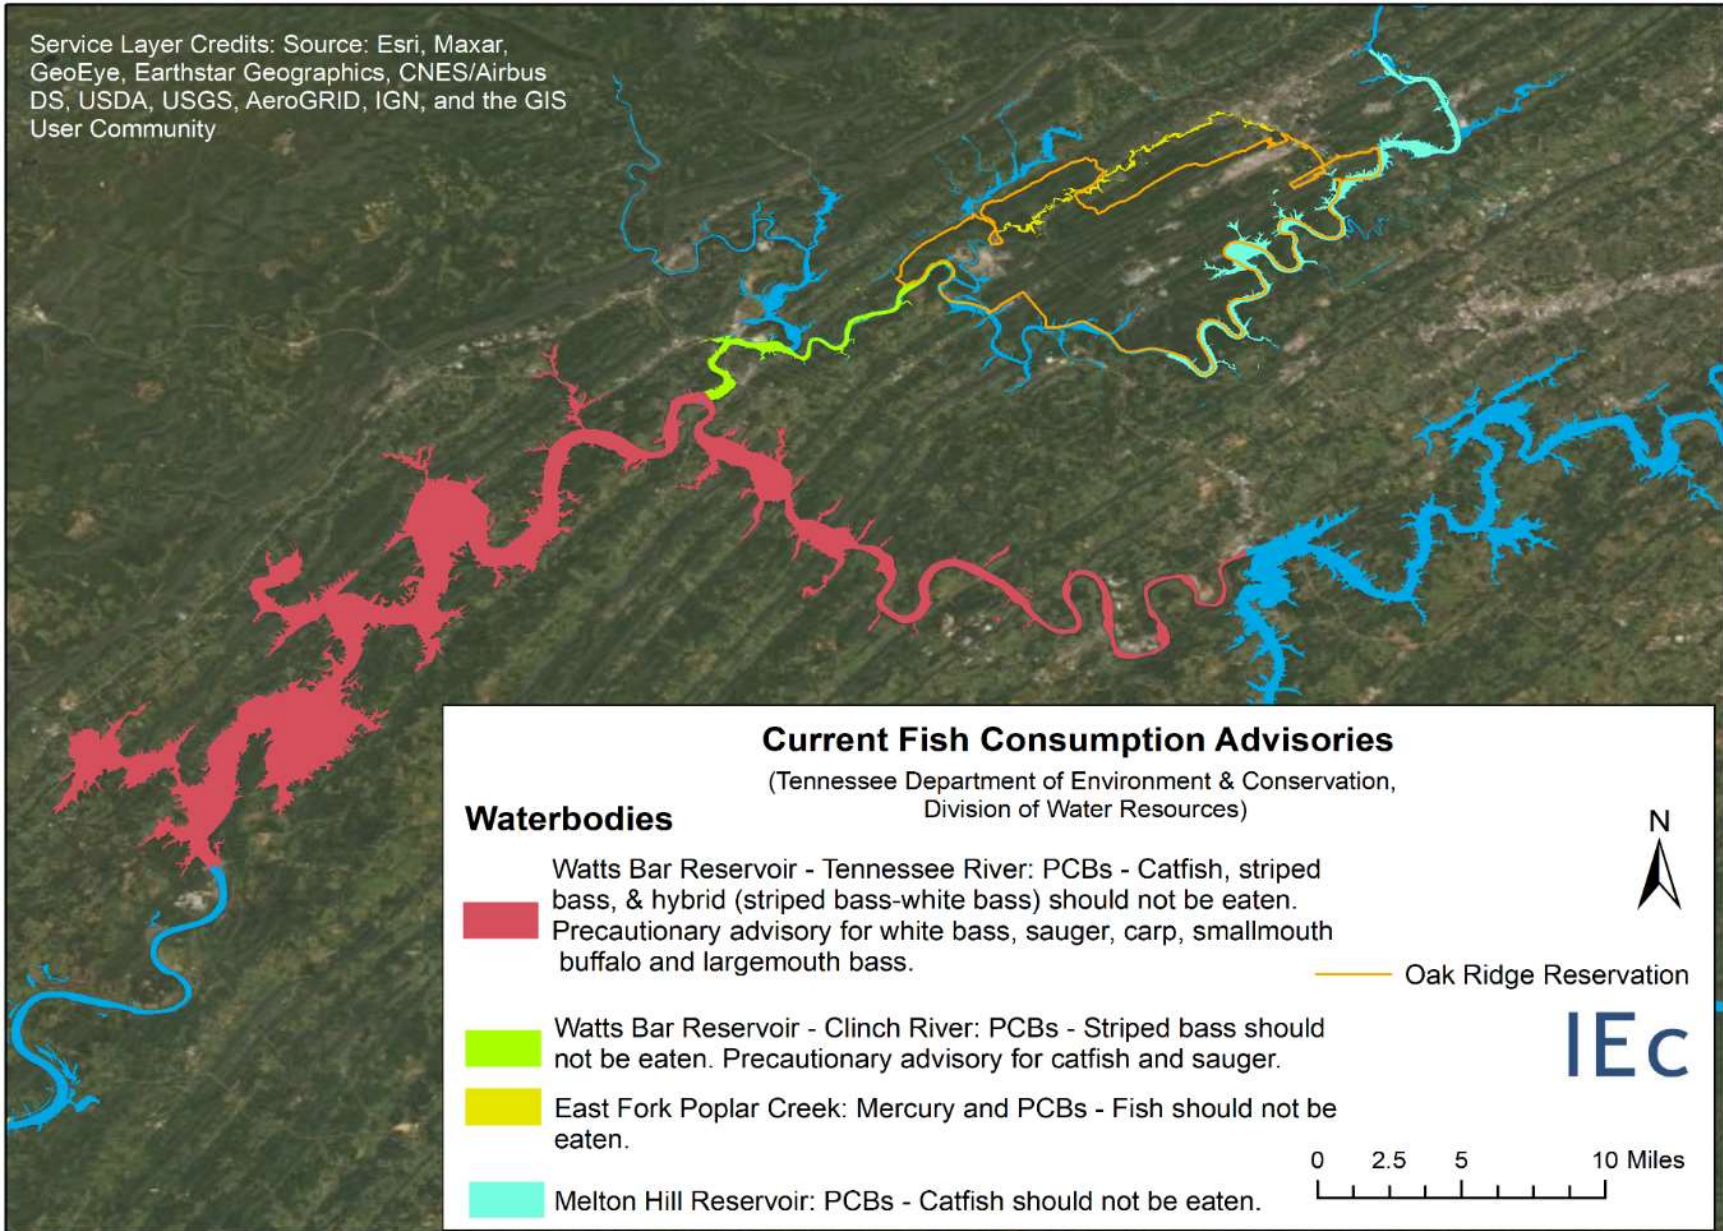 Service Layer Credits: Source: Esri, Maxar,
GeoEye, Earthstar Geographics, CNES/Airbus
DS, USDA, USGS, AeroGRID, IGN, and the GIS
User Community
Current Fish Consumption Advisories
(Tennessee Department of Environment & Conservation,
Division of Water Resources)
Waterbodies
Watts Bar Reservoir - Tennessee River: PCBs - Catfish, striped
bass, & hybrid (striped bass-white bass) should not be eaten.
Precautionary advisory for white bass, sauger, carp, smallmouth
buffalo and largemouth bass.
Watts Bar Reservoir - Clinch River: PCBs - Striped bass should
not be eaten. Precautionary advisory for catfish and sauger.
East Fork Poplar Creek: Mercury and PCBs - Fish should not be
eaten.
Melton Hill Reservoir: PCBs - Catfish should not be eaten.
N
Oak Ridge Reservation
IEc
0 2.5 5 10 Miles